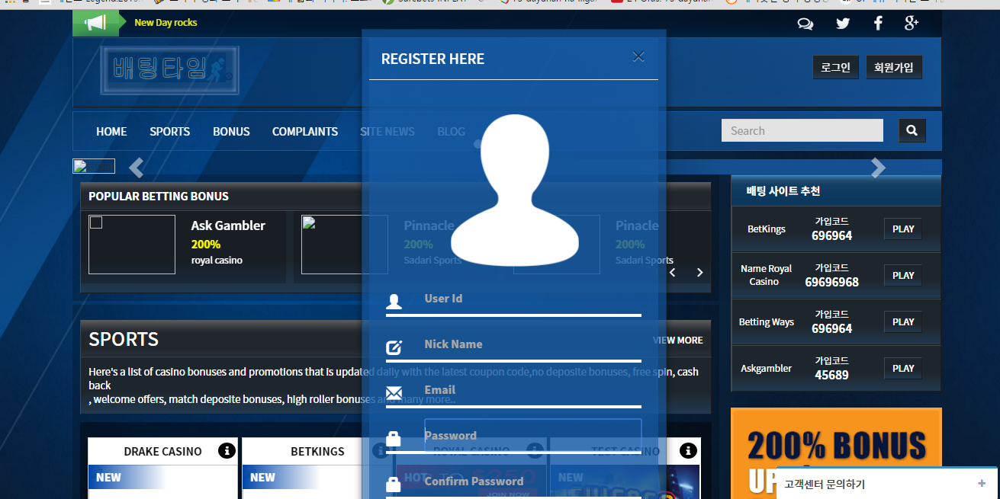 New Day rocks
배팅타임
로그인
회원가입
HOME
SPORTS
BONUS
COMPLAINTS
SITE NEWS
BLOG
Search
REGISTER HERE
User Id
Nick Name
Email
Password
Confirm Password
POPULAR BETTING BONUS
Ask Gambler
200%
royal casino
Pinnacle
200%
Sadari Sports
Pinacle
200%
Sadari Sports
SPORTS
VIEW MORE
Here's a list of casino bonuses and promotions that is updated daily with the latest coupon code,no deposite bonuses, free spin, cash
back
, welcome offers, match deposite bonuses, high roller bonuses and many more..
DRAKE CASINO
NEW
BETKINGS
NEW
ROYAL CASINO
HOT
TO $250
JOIN NOW
TEST CASINO
NEW
배팅 사이트 추천
BetKings
가입코드
696964
PLAY
Name Royal
Casino
가입코드
69696968
PLAY
Betting Ways
가입코드
696964
PLAY
Askgambler
가입코드
45689
PLAY
200% BONUS
UP
고객센터 문의하기